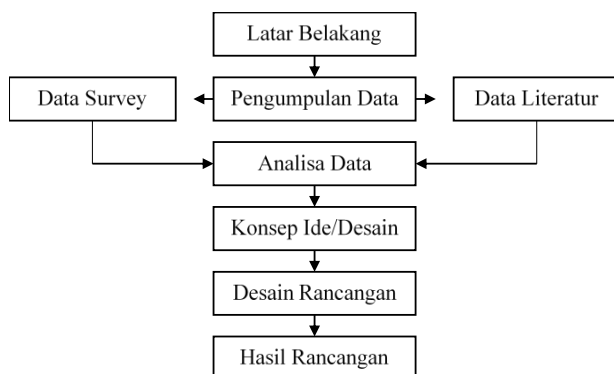 Latar Belakang
Data Survey
Pengumpulan Data
Data Literatur
Analisa Data
Konsep Ide/Desain
Desain Rancangan
Hasil Rancangan